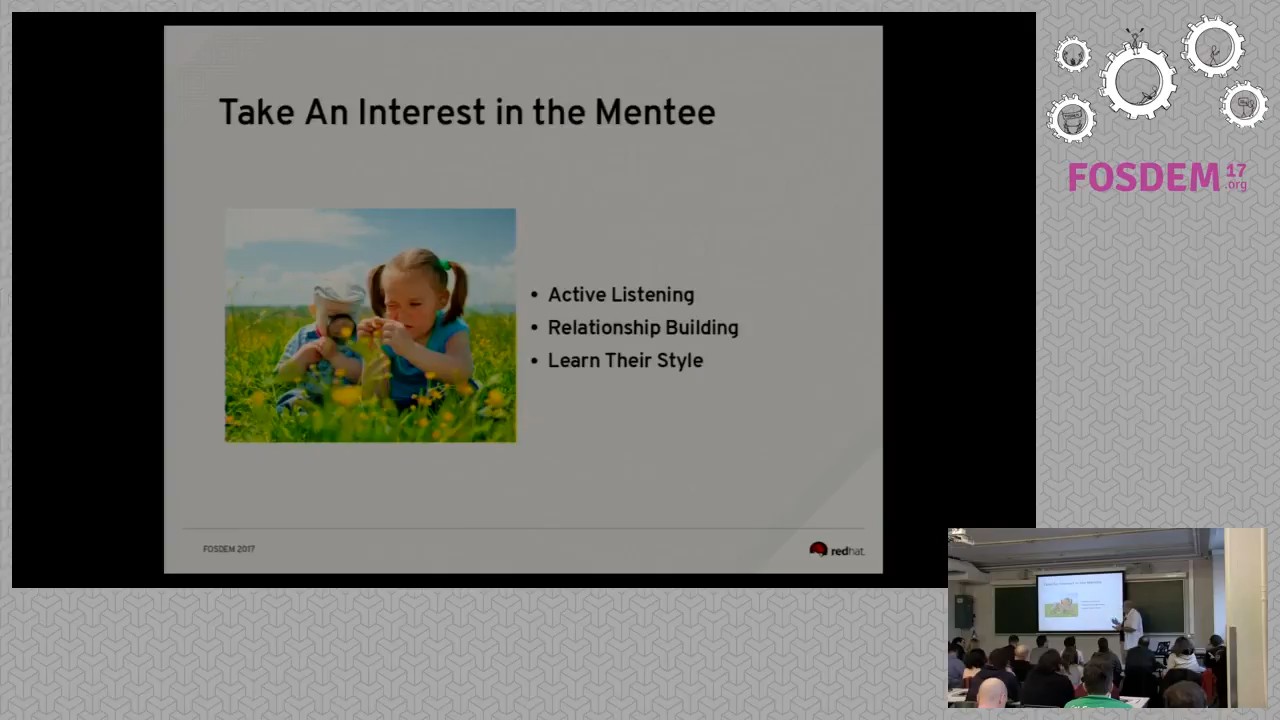 Take An Interest in the Mentee
• Active Listening
• Relationship Building
• Learn Their Style
FOSDEM 2017
redhat.
FOSDEM 17
.org